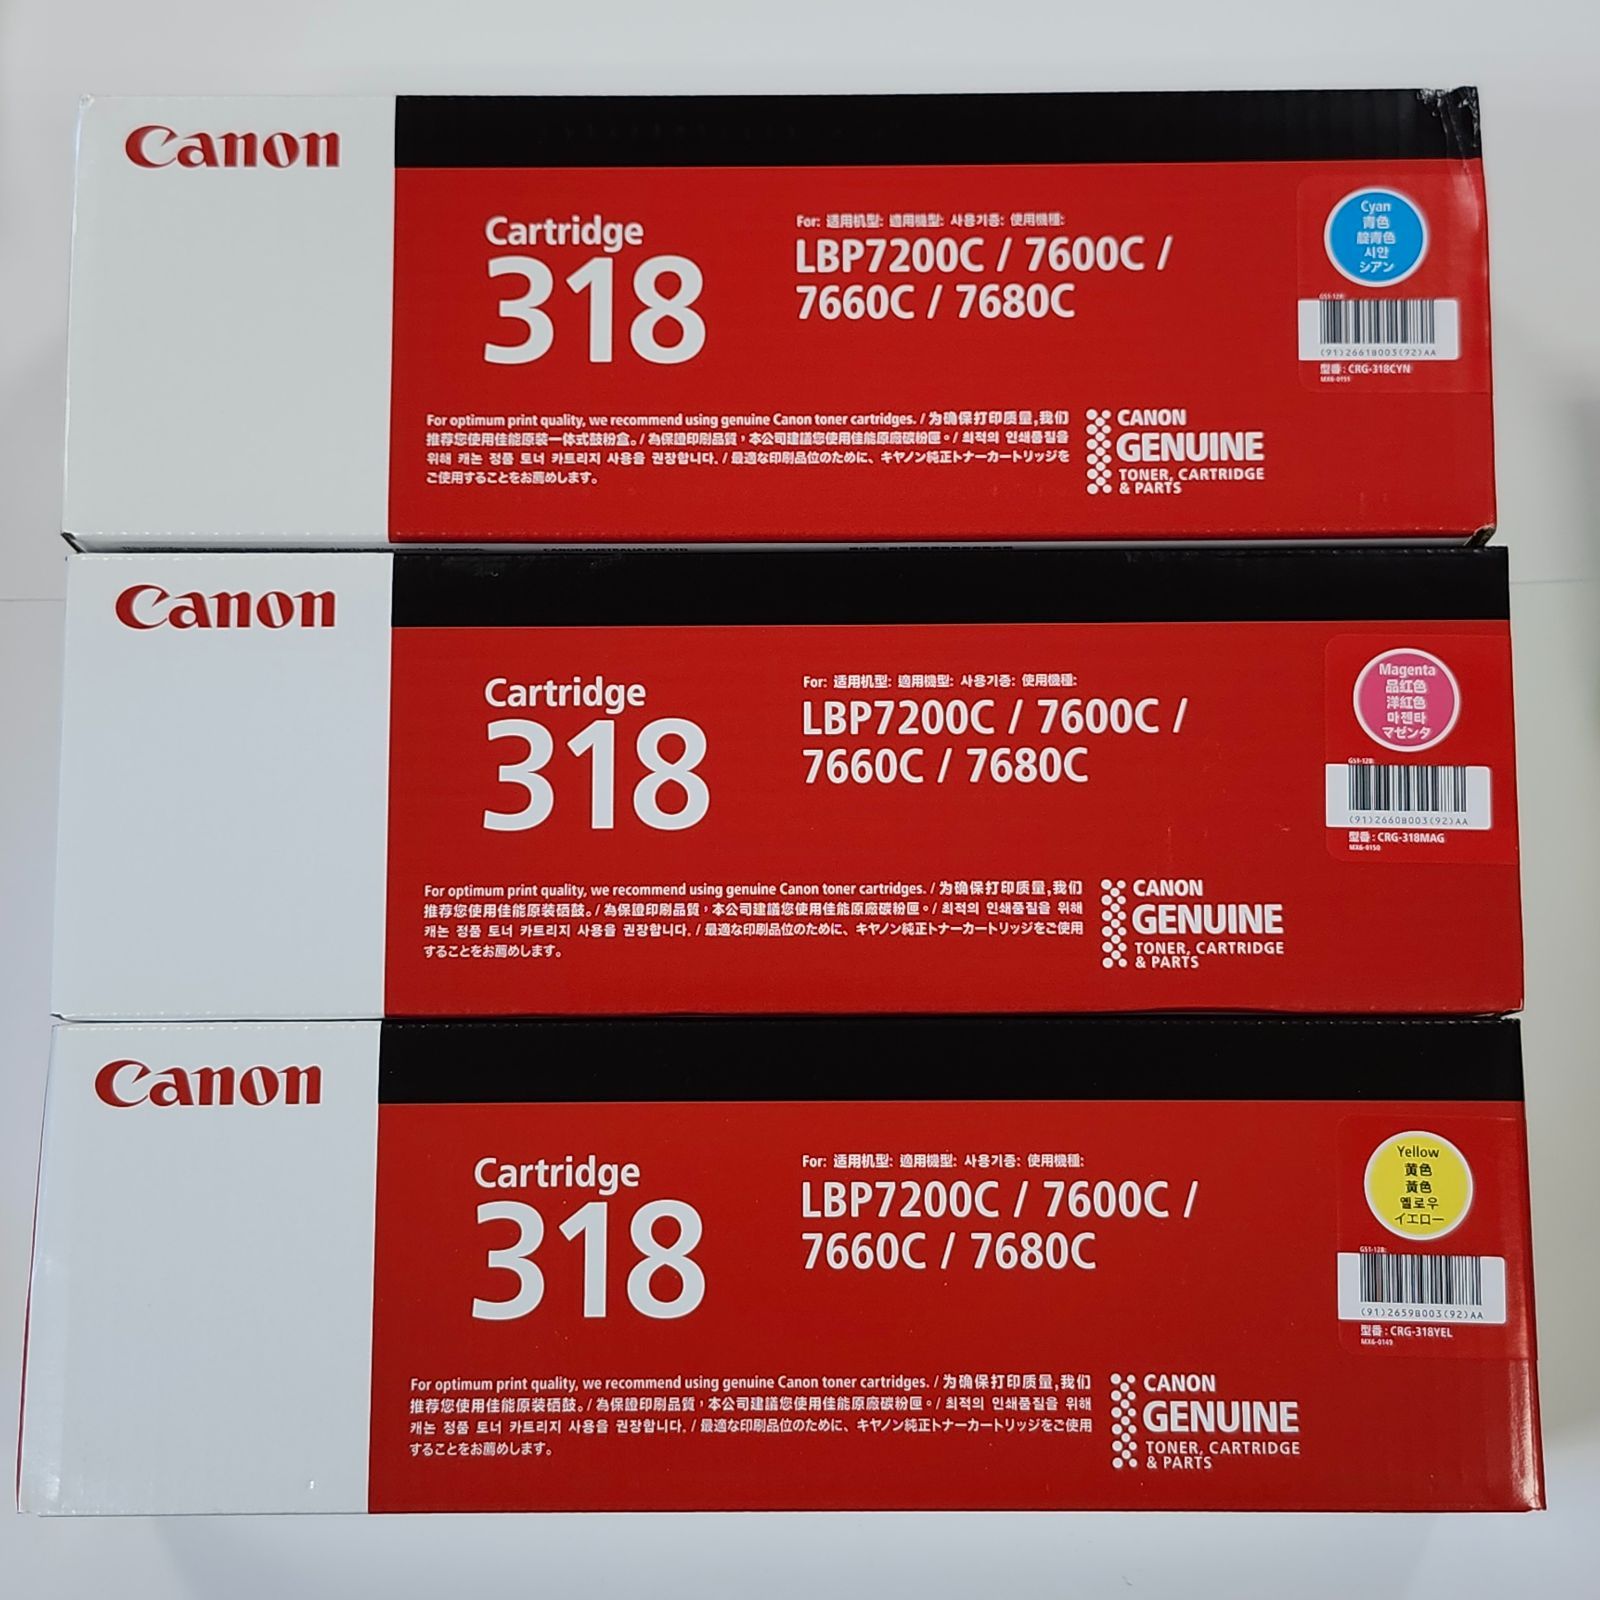 Canon
Cartridge
318
For: 适用机型: 適用機型: 사용기종: 使用機種:
LBP7200C / 7600C /
7660C / 7680C
Cyan
青色
靛青色
시안
シアン
GS1-128:
(91)2661B003(92)AA
型番 : CRG-318CYN
MX6-0155
For optimum print quality, we recommend using genuine Canon toner cartridges. / 为确保打印质量,我们
推荐您使用佳能原装一体式鼓粉盒。/ 為保證印刷品質，本公司建議您使用佳能原廠碳粉匣。/ 최적의 인쇄품질을
위해 캐논 정품 토너 카트리지 사용을 권장합니다. / 最適な印刷品位のために、キヤノン純正トナーカートリッジを
ご使用することをお薦めします。
CANON
GENUINE
TONER, CARTRIDGE
& PARTS
Canon
Cartridge
318
For: 适用机型: 適用機型: 사용기종: 使用機種:
LBP7200C / 7600C /
7660C / 7680C
Magenta
品红色
洋紅色
마젠타
マゼンタ
GS1-128:
(91)2660B003(92)AA
型番 : CRG-318MAG
MX6-0150
For optimum print quality, we recommend using genuine Canon toner cartridges. / 为确保打印质量,我们
推荐您使用佳能原装硒鼓。/ 為保證印刷品質，本公司建議您使用佳能原廠碳粉匣。/ 최적의 인쇄품질을 위해
캐논 정품 토너 카트리지 사용을 권장합니다. / 最適な印刷品位のために、キヤノン純正トナーカートリッジをご使用
することをお薦めします。
CANON
GENUINE
TONER, CARTRIDGE
& PARTS
Canon
Cartridge
318
For: 适用机型: 適用機型: 사용기종: 使用機種:
LBP7200C / 7600C /
7660C / 7680C
Yellow
黄色
黃色
옐로우
イエロー
GS1-128:
(91)2659B003(92)AA
型番 : CRG-318YEL
MX6-0149
For optimum print quality, we recommend using genuine Canon toner cartridges. / 为确保打印质量,我们
推荐您使用佳能原装硒鼓。/ 為保證印刷品質，本公司建議您使用佳能原廠碳粉匣。/ 최적의 인쇄품질을 위해
캐논 정품 토너 카트리지 사용을 권장합니다. / 最適な印刷品位のために、キヤノン純正トナーカートリッジをご使用
することをお薦めします。
CANON
GENUINE
TONER, CARTRIDGE
& PARTS